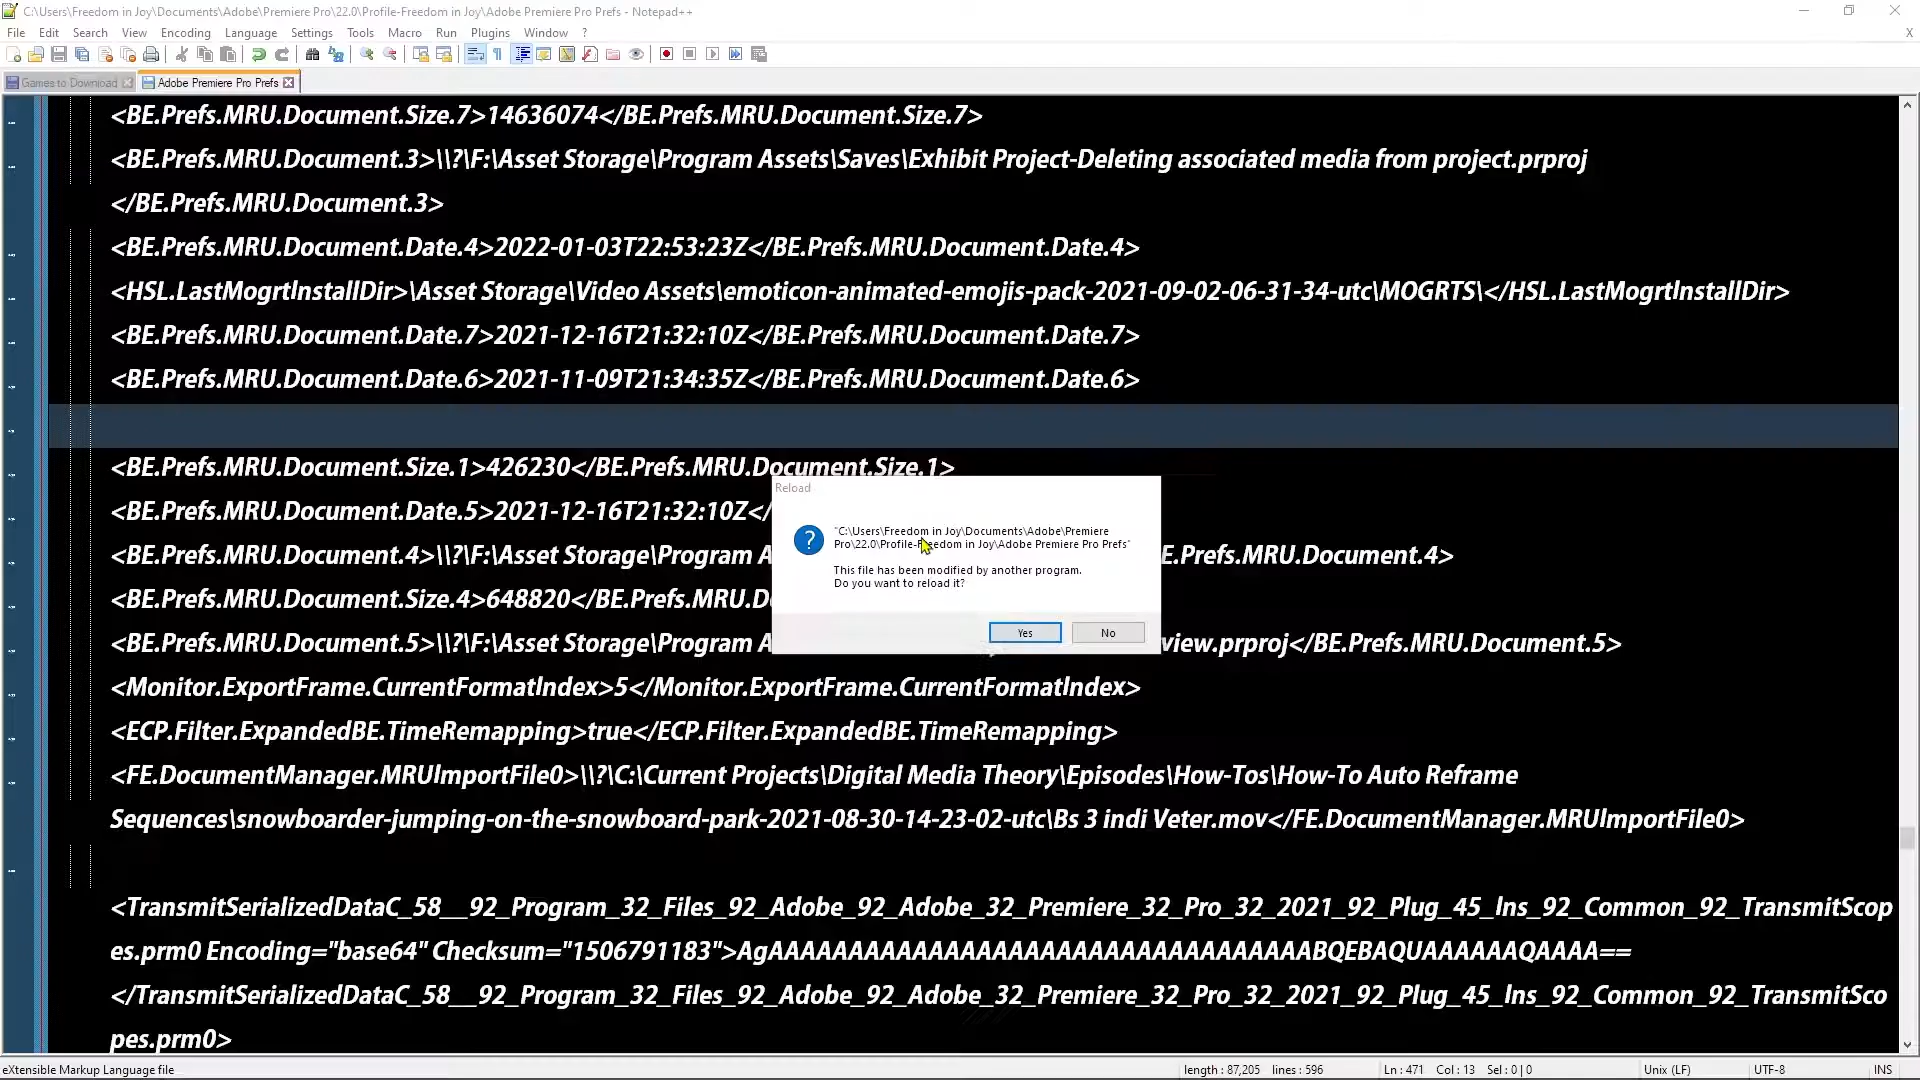 C:\Users\Freedom in Joy\Documents\Adobe\Premiere Pro\22.0\Profile-Freedom in Joy\Adobe Premiere Pro Prefs - Notepad++
File Edit Search View Encoding Language Settings Tools Macro Run Plugins Window ? X
Games to Download Adobe Premiere Pro Prefs
<BE.Prefs.MRU.Document.Size.7>14636074</BE.Prefs.MRU.Document.Size.7>
<BE.Prefs.MRU.Document.3>\\?\F:\Asset Storage\Program Assets\Saves\Exhibit Project-Deleting associated media from project.prproj
</BE.Prefs.MRU.Document.3>
<BE.Prefs.MRU.Document.Date.4>2022-01-03T22:53:23Z</BE.Prefs.MRU.Document.Date.4>
<HSL.LastMogrtInstallDir>\Asset Storage\Video Assets\emoticon-animated-emojis-pack-2021-09-02-06-31-34-utc\MOGRTS\</HSL.LastMogrtInstallDir>
<BE.Prefs.MRU.Document.Date.7>2021-12-16T21:32:10Z</BE.Prefs.MRU.Document.Date.7>
<BE.Prefs.MRU.Document.Date.6>2021-11-09T21:34:35Z</BE.Prefs.MRU.Document.Date.6>
<BE.Prefs.MRU.Document.Size.1>426230</BE.Prefs.MRU.Document.Size.1>
<BE.Prefs.MRU.Document.Date.5>2021-12-16T21:32:10Z</
<BE.Prefs.MRU.Document.4>\\?\F:\Asset Storage\Program A E.Prefs.MRU.Document.4>
<BE.Prefs.MRU.Document.Size.4>648820</BE.Prefs.MRU.D
<BE.Prefs.MRU.Document.5>\\?\F:\Asset Storage\Program A view.prproj</BE.Prefs.MRU.Document.5>
<Monitor.ExportFrame.CurrentFormatIndex>5</Monitor.ExportFrame.CurrentFormatIndex>
<ECP.Filter.ExpandedBE.TimeRemapping>true</ECP.Filter.ExpandedBE.TimeRemapping>
<FE.DocumentManager.MRUImportFile0>\\?\C:\Current Projects\Digital Media Theory\Episodes\How-Tos\How-To Auto Reframe
Sequences\snowboarder-jumping-on-the-snowboard-park-2021-08-30-14-23-02-utc\Bs 3 indi Veter.mov</FE.DocumentManager.MRUImportFile0>
<TransmitSerializedDataC_58__92_Program_32_Files_92_Adobe_92_Adobe_32_Premiere_32_Pro_32_2021_92_Plug_45_Ins_92_Common_92_TransmitScop
es.prm0 Encoding="base64" Checksum="1506791183">AgAAAAAAAAAAAAAAAAAAAAAAAAAAAAAAAABQEBAQUAAAAAAQAAAA==
</TransmitSerializedDataC_58__92_Program_32_Files_92_Adobe_92_Adobe_32_Premiere_32_Pro_32_2021_92_Plug_45_Ins_92_Common_92_TransmitSco
pes.prm0>
Reload
"C:\Users\Freedom in Joy\Documents\Adobe\Premiere
Pro\22.0\Profile-Freedom in Joy\Adobe Premiere Pro Prefs"
This file has been modified by another program.
Do you want to reload it?
Yes No
eXtensible Markup Language file length : 87,205 lines : 596 Ln : 471 Col : 13 Sel : 0 | 0 Unix (LF) UTF-8 INS